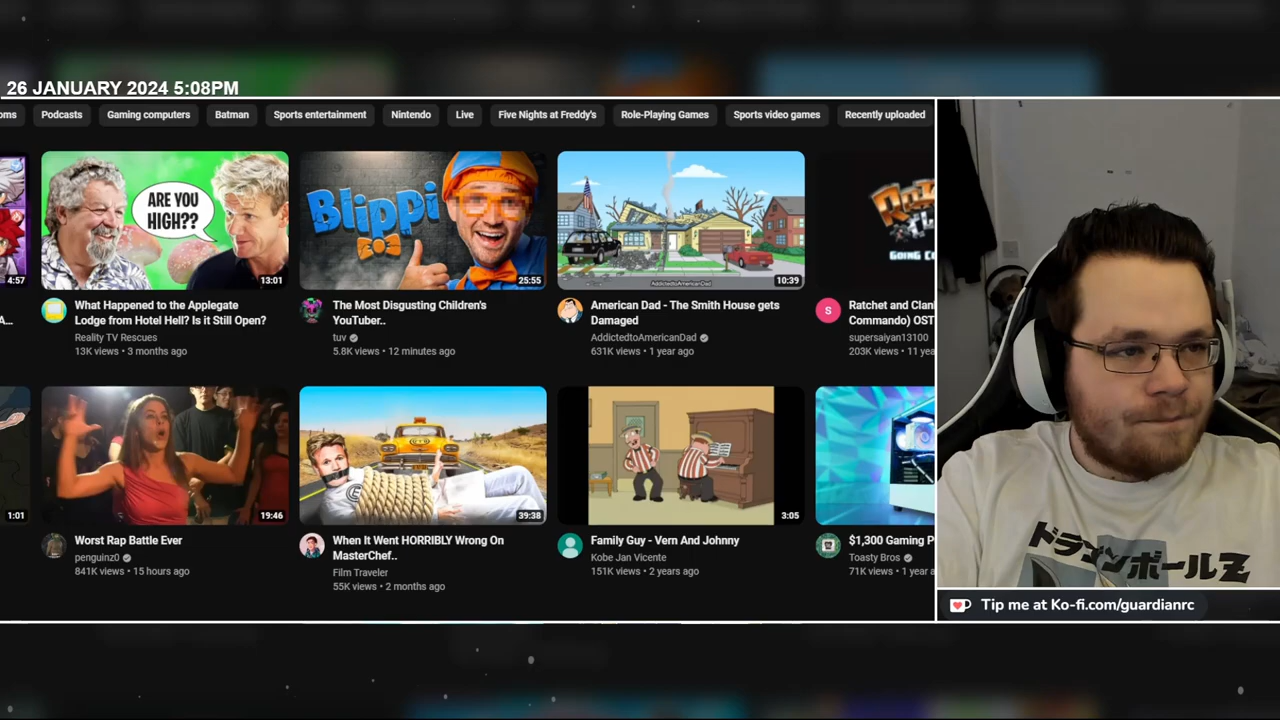 26 JANUARY 2024 5:08PM
oms
Podcasts
Gaming computers
Batman
Sports entertainment
Nintendo
Live
Five Nights at Freddy's
Role-Playing Games
Sports video games
Recently uploaded
4:57
ARE YOU
HIGH??
13:01
Blippi
25:55
AddictedtoAmericanDad
10:39
GOING CO
A...
What Happened to the Applegate
Lodge from Hotel Hell? Is it Still Open?
Reality TV Rescues
13K views • 3 months ago
The Most Disgusting Children's
YouTuber..
tuv
5.8K views • 12 minutes ago
American Dad - The Smith House gets
Damaged
AddictedtoAmericanDad
631K views • 1 year ago
S
Ratchet and Clan
Commando) OST
supersaiyan13100
203K views • 11 yea
1:01
19:46
39:38
3:05
Worst Rap Battle Ever
penguinz0
841K views • 15 hours ago
When It Went HORRIBLY Wrong On
MasterChef..
Film Traveler
55K views • 2 months ago
Family Guy - Vern And Johnny
Kobe Jan Vicente
151K views • 2 years ago
$1,300 Gaming P
Toasty Bros
71K views • 1 year a
ドラゴンボールZ
Tip me at Ko-fi.com/guardianrc